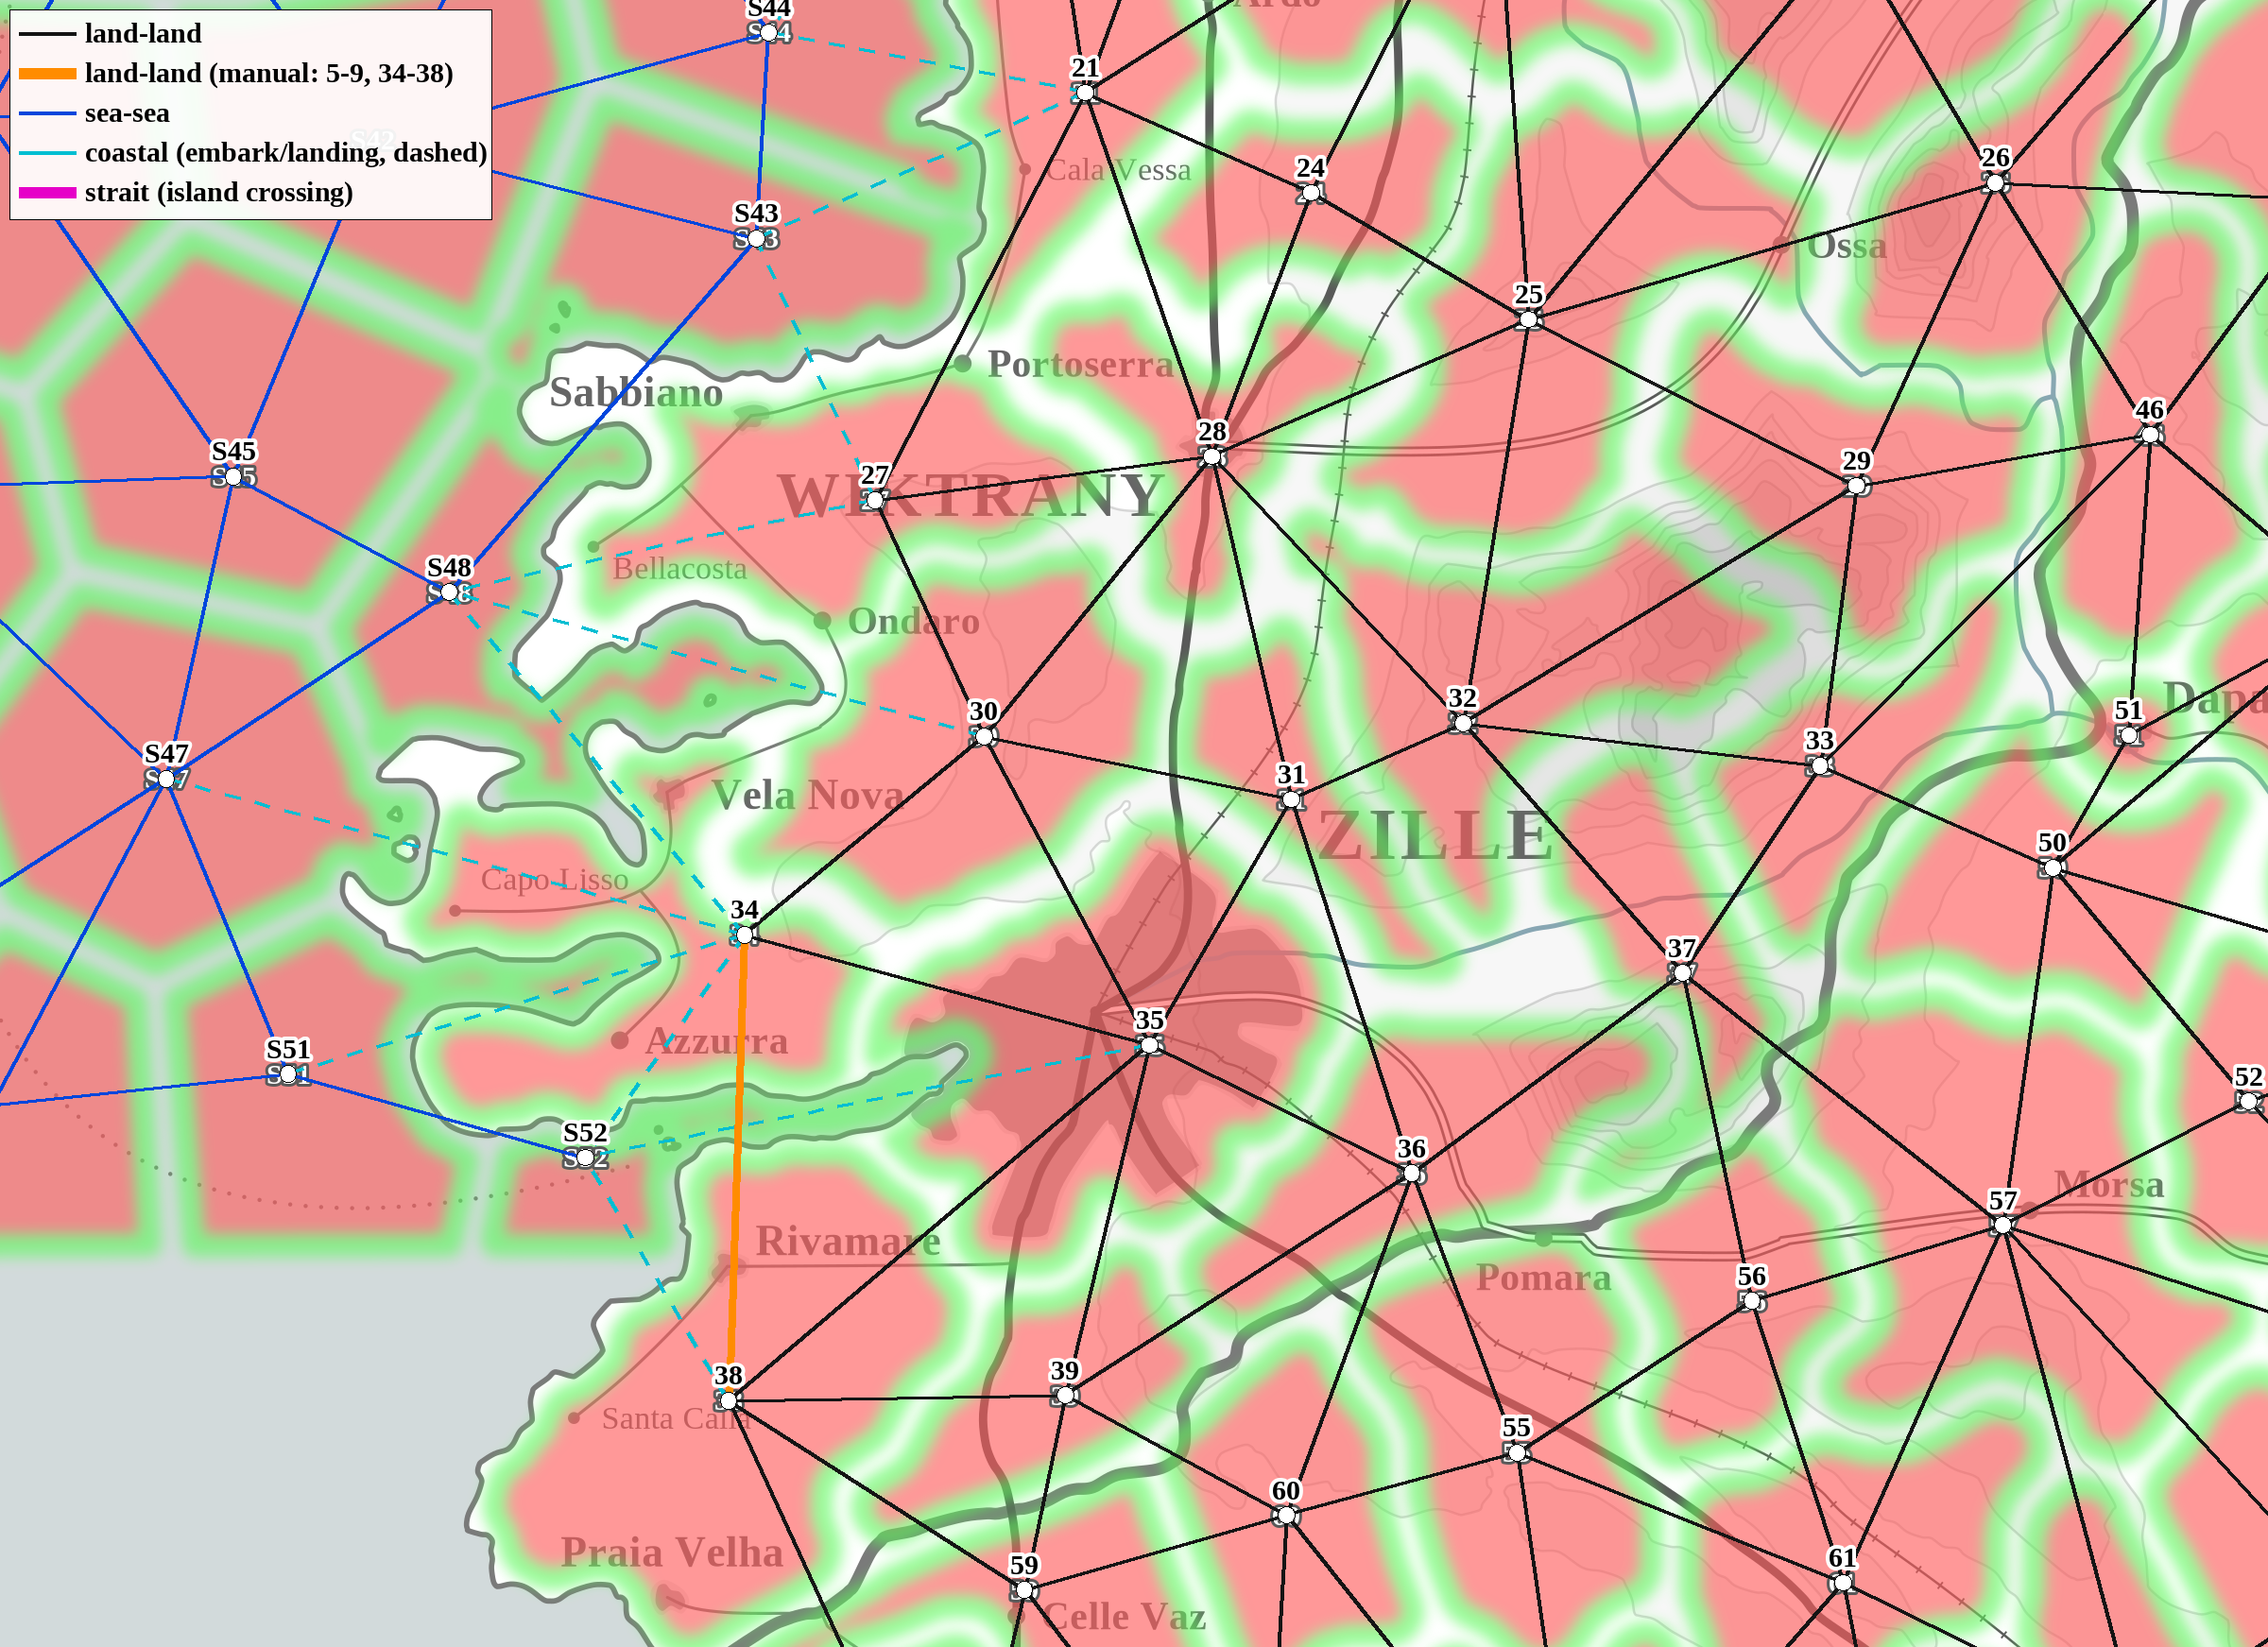 land-land
land-land (manual: 5-9, 34-38)
sea-sea
coastal (embark/landing, dashed)
strait (island crossing)
S42
S44
21
Cala Vessa
24
26
S43
Ossa
25
Portoserra
Sabbiano
46
28
S45
29
27
WIKTRANY
S48
Bellacosta
Ondaro
30
32
51
S47
33
31
Vela Nova
ZILLE
50
Capo Lisso
34
37
35
Azzurra
S51
52
S52
36
Morsa
57
Rivamare
Pomara
56
38
39
Santa Calla
55
60
Praia Velha
59
61
Celle Vaz